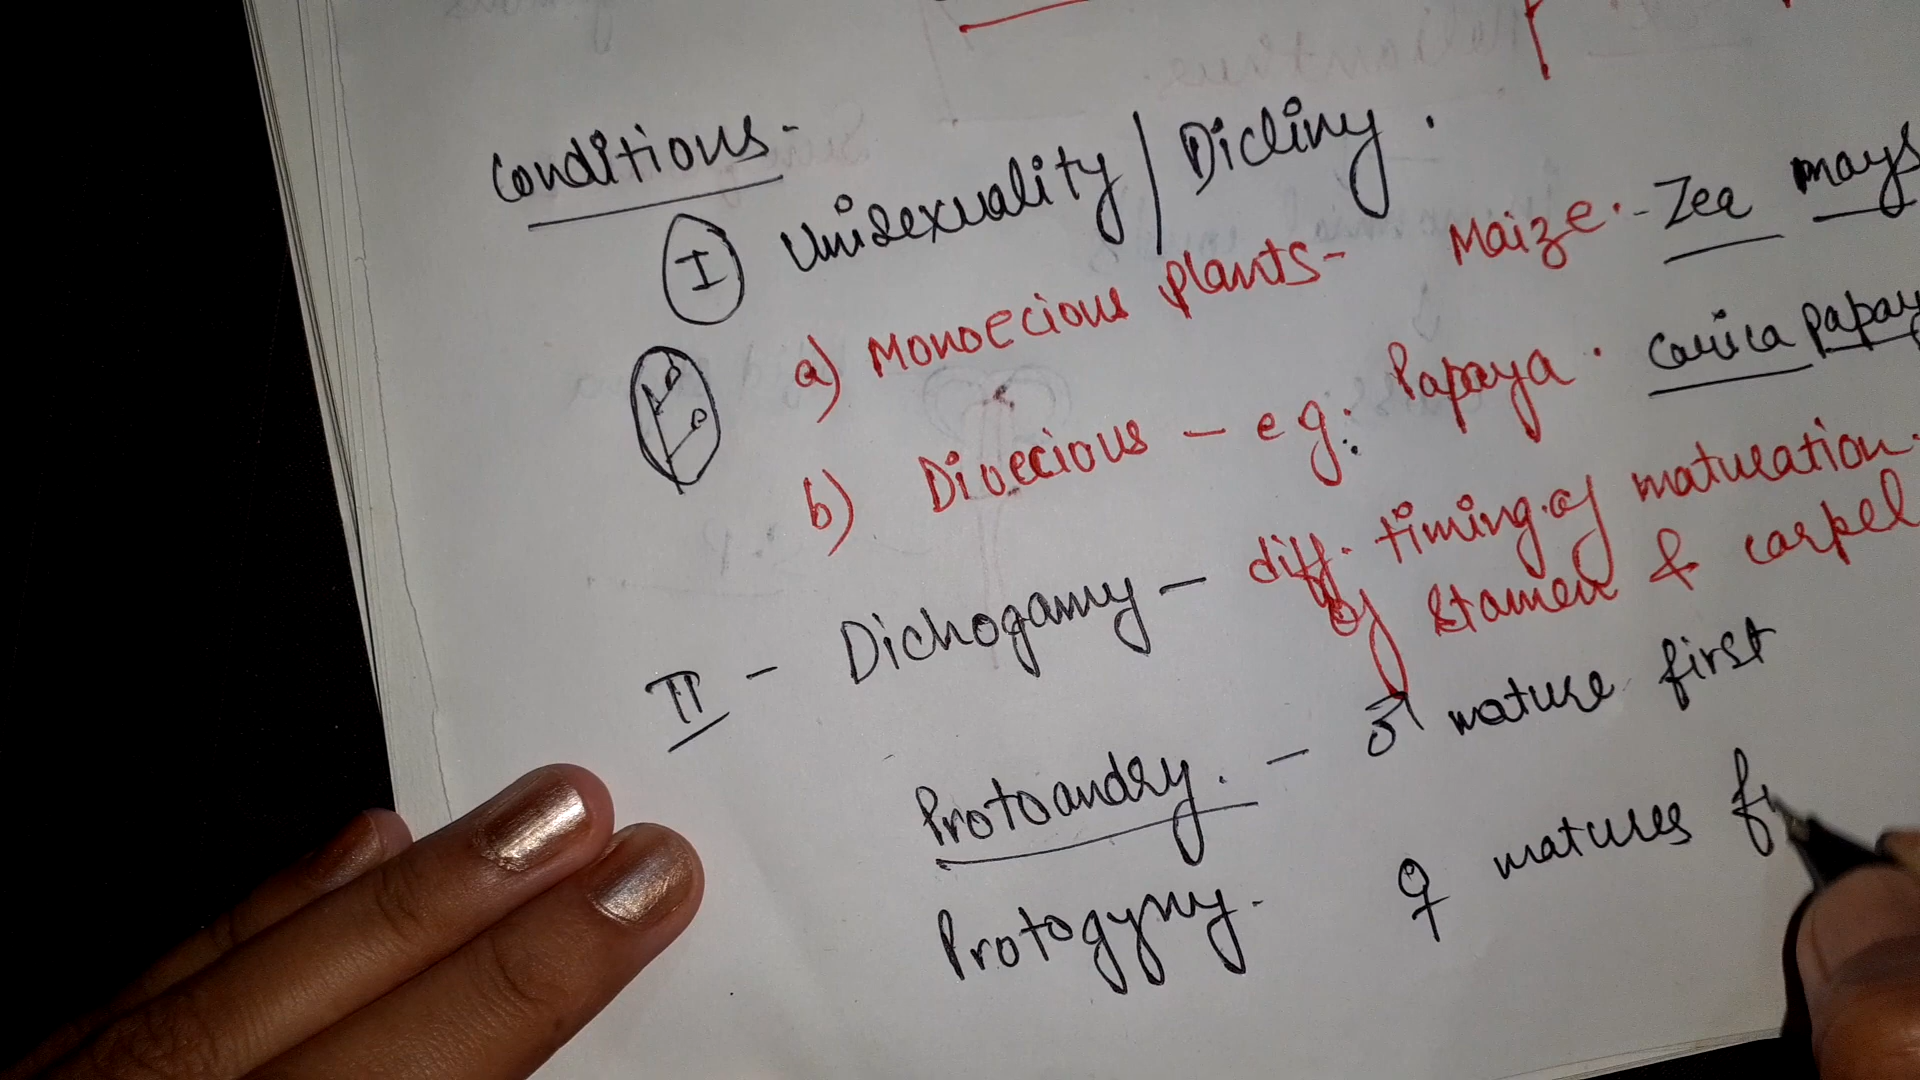 Conditions-
I Unisexuality / Dicliny.
a) Monoecious plants- Maize.- Zea mays
b) Dioecious - eg: Papaya. Carica papay
II - Dichogamy - diff. timing of maturation.
of stamen & carpel
Protoandry. - ♂ mature first
Protogyny. ♀ matures f